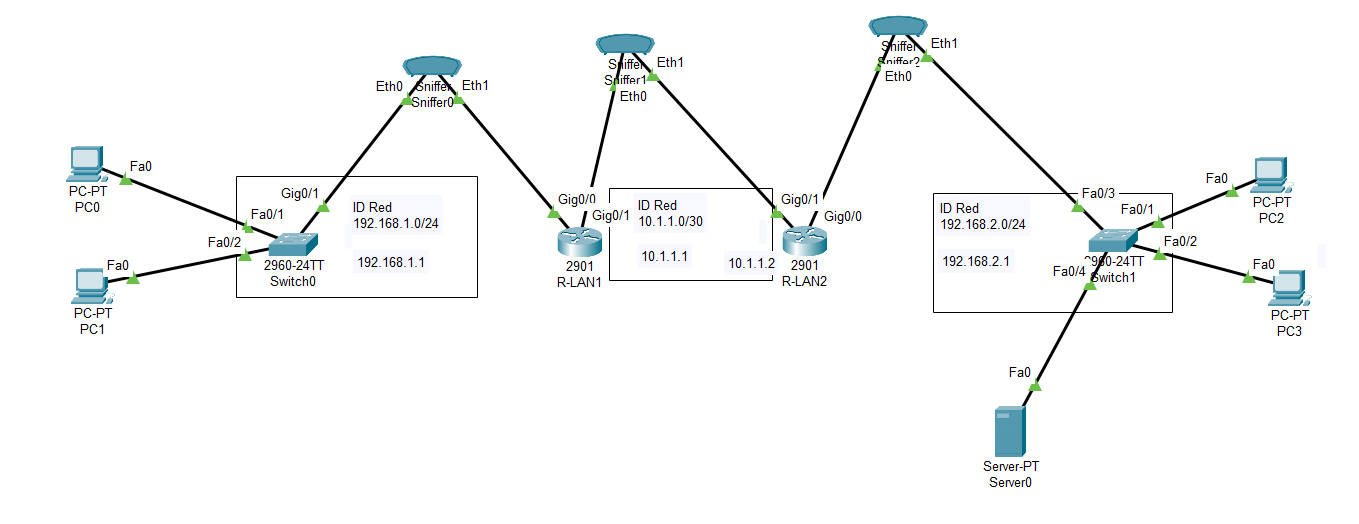 Eth1
Sniffer
Sniffer2
Eth0
Eth1
Sniffer
Sniffer1
Eth0
Eth0
Eth1
Sniffer
Sniffer0
Fa0
PC-PT
PC0
Gig0/1
Fa0/1
Fa0/2
ID Red
192.168.1.0/24
192.168.1.1
2960-24TT
Switch0
Fa0
PC-PT
PC1
Gig0/0
Gig0/1
2901
R-LAN1
ID Red
10.1.1.0/30
10.1.1.1
10.1.1.2
Gig0/1
Gig0/0
2901
R-LAN2
ID Red
192.168.2.0/24
192.168.2.1
Fa0/3
Fa0/1
Fa0/2
Fa0/4
2960-24TT
Switch1
Fa0
PC-PT
PC2
Fa0
PC-PT
PC3
Fa0
Server-PT
Server0